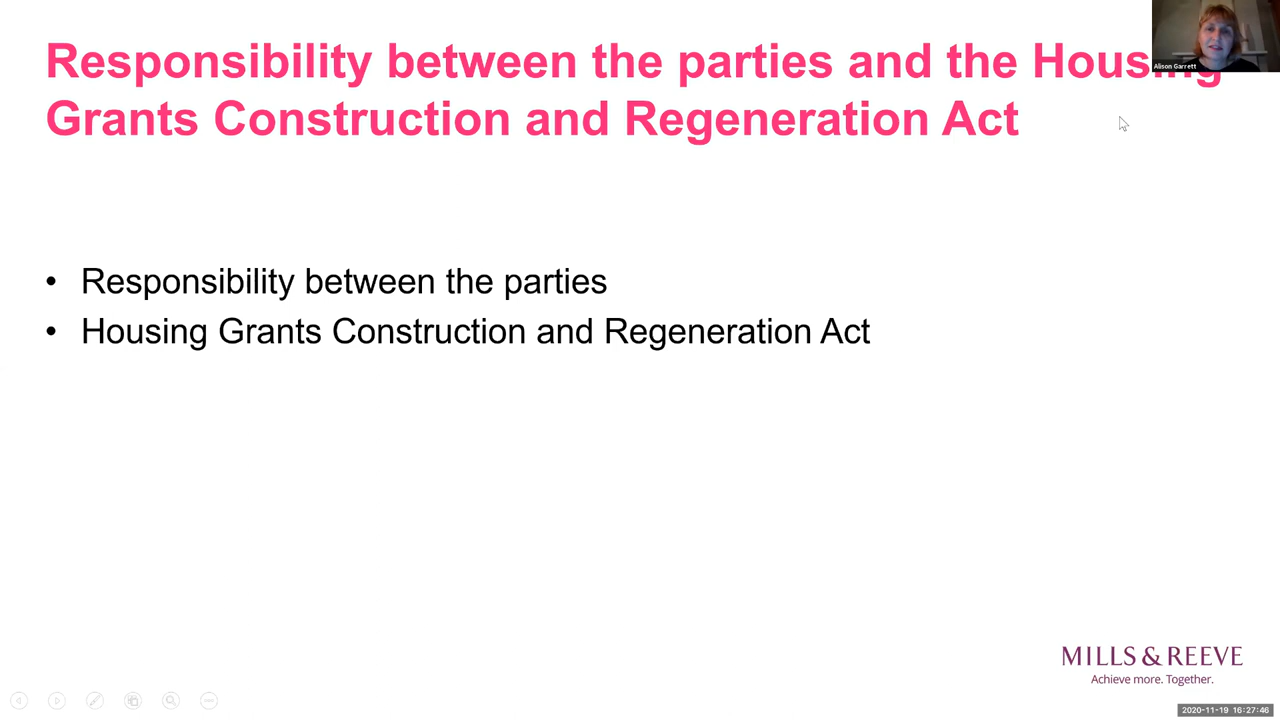 Responsibility between the parties and the Housing
Grants Construction and Regeneration Act
Alison Garrett
• Responsibility between the parties
• Housing Grants Construction and Regeneration Act
MILLS & REEVE
Achieve more. Together.
2020-11-19 16:27:46